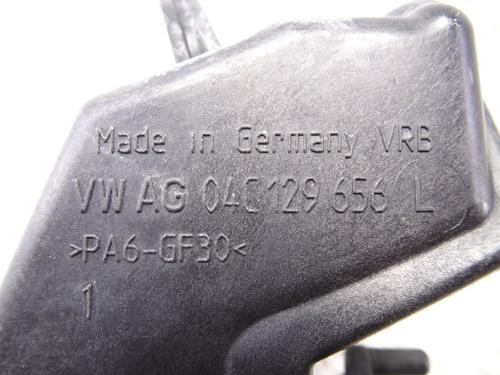 Made in Germany VRB
VW AG 04C 129 656 L
>PA6-GF30<
1